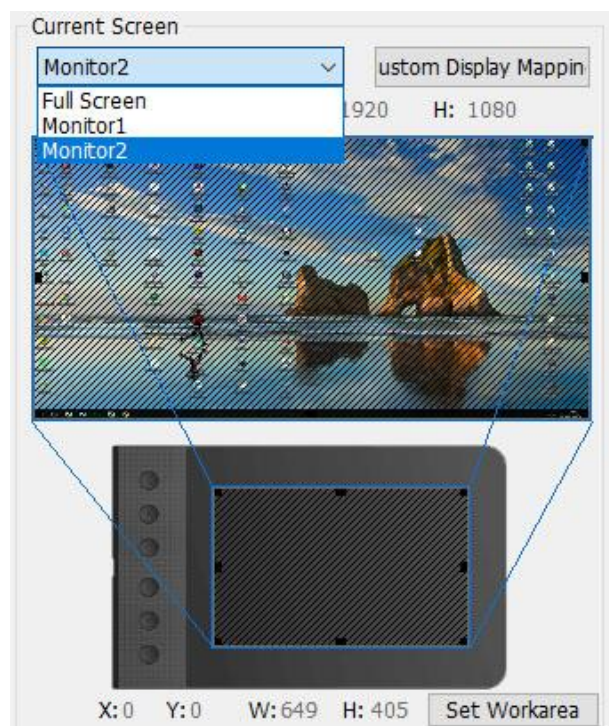 Current Screen
Monitor2
ustom Display Mappin
Full Screen
1920 H: 1080
Monitor1
Monitor2
X: 0 Y: 0 W: 649 H: 405 Set Workarea